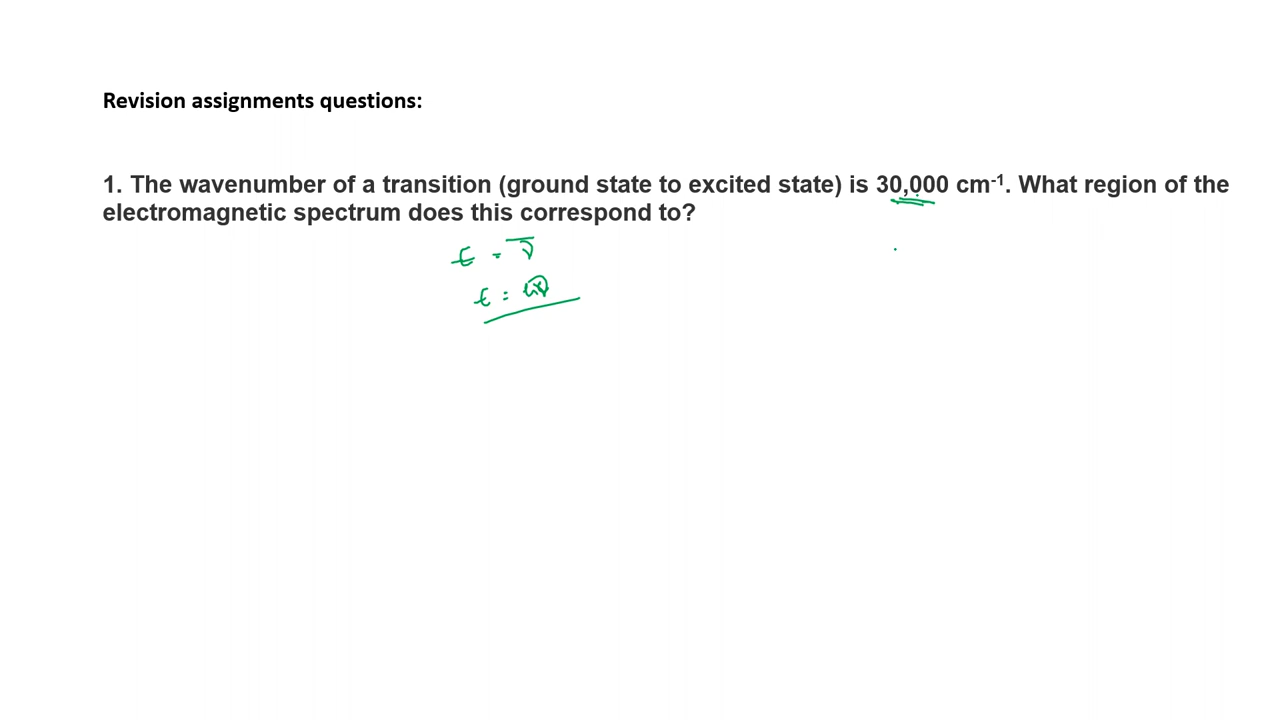 Revision assignments questions:
1. The wavenumber of a transition (ground state to excited state) is 30,000 cm⁻¹. What region of the
electromagnetic spectrum does this correspond to?
E = ν̅
E =